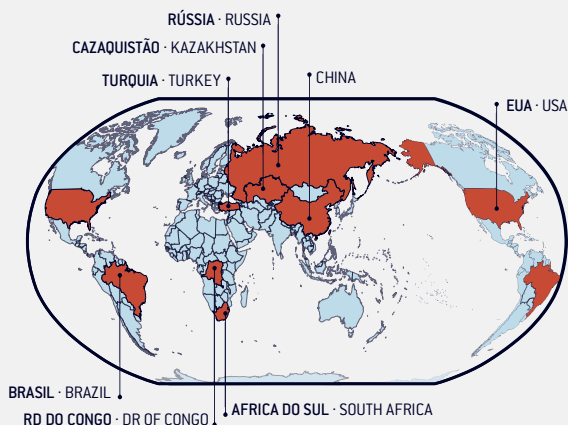 RÚSSIA · RUSSIA
CAZAQUISTÃO · KAZAKHSTAN
TURQUIA · TURKEY
CHINA
EUA · USA
BRASIL · BRAZIL
AFRICA DO SUL · SOUTH AFRICA
RD DO CONGO · DR OF CONGO